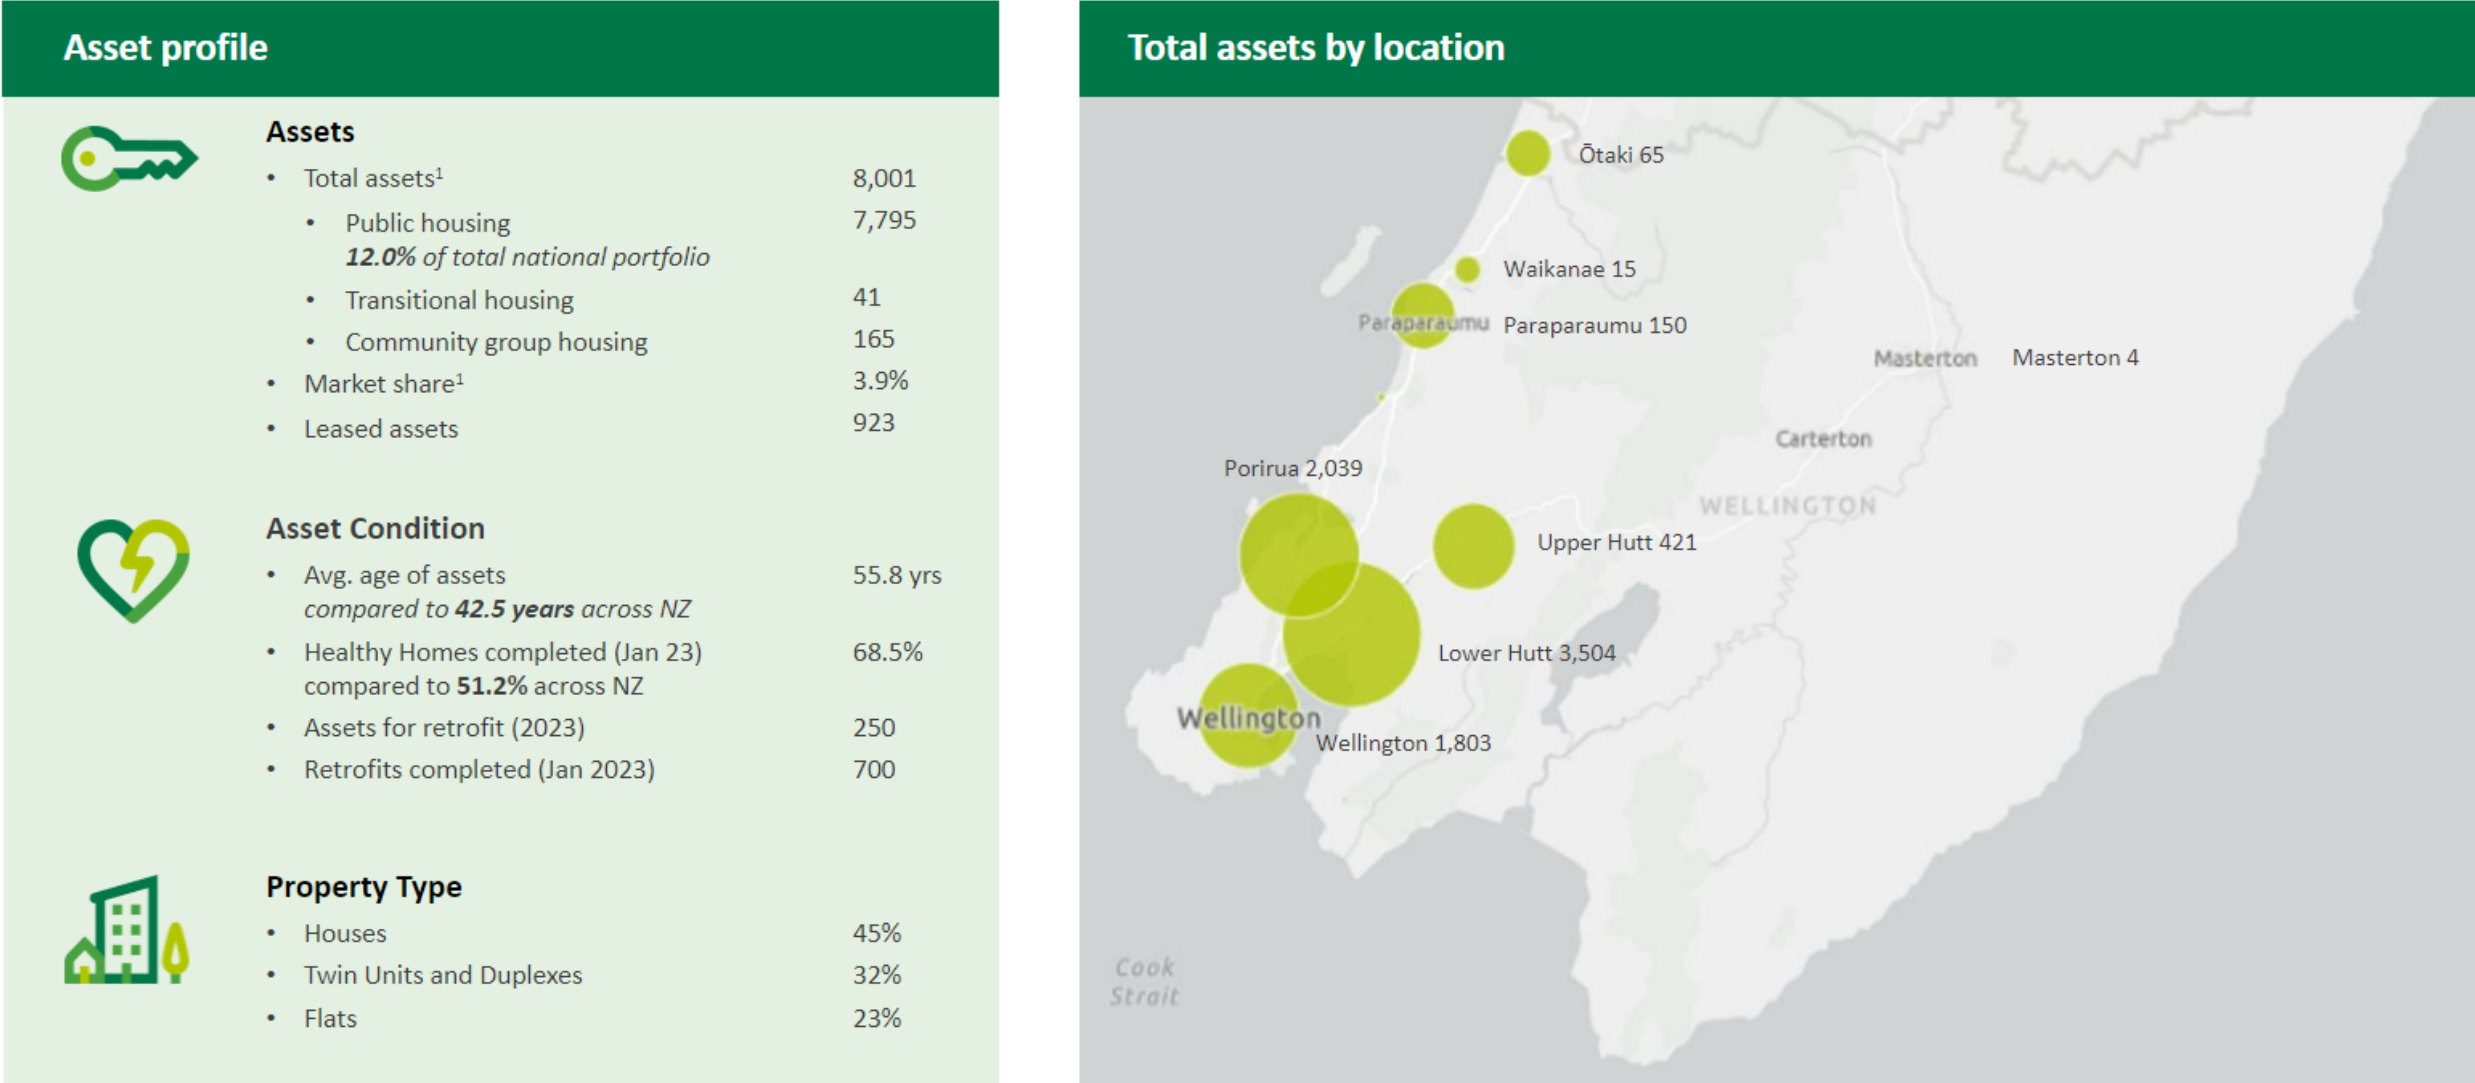 Asset profile
Assets
• Total assets¹ 8,001
• Public housing 7,795
12.0% of total national portfolio
• Transitional housing 41
• Community group housing 165
• Market share¹ 3.9%
• Leased assets 923
Asset Condition
• Avg. age of assets 55.8 yrs
compared to 42.5 years across NZ
• Healthy Homes completed (Jan 23) 68.5%
compared to 51.2% across NZ
• Assets for retrofit (2023) 250
• Retrofits completed (Jan 2023) 700
Property Type
• Houses 45%
• Twin Units and Duplexes 32%
• Flats 23%
Total assets by location
Ōtaki 65
Waikanae 15
Paraparaumu Paraparaumu 150
Masterton Masterton 4
Carterton
Porirua 2,039
WELLINGTON
Upper Hutt 421
Lower Hutt 3,504
Wellington
Wellington 1,803
Cook
Strait